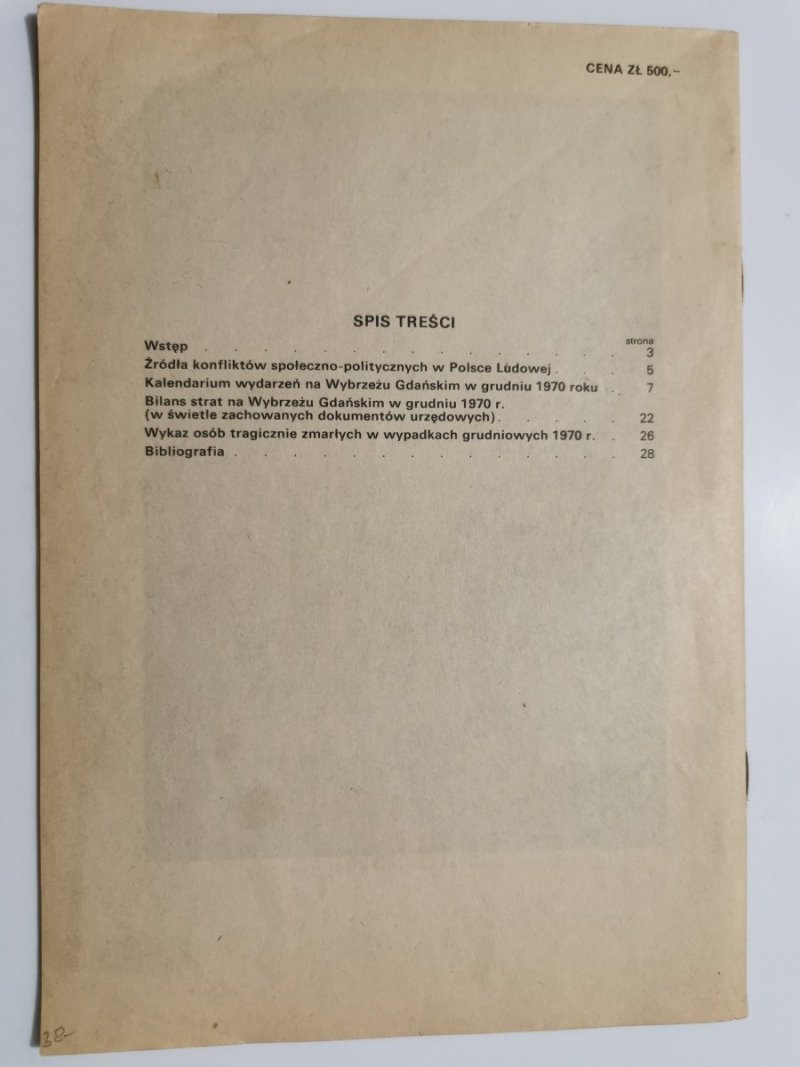 CENA ZŁ 500,-
SPIS TREŚCI
strona
Wstęp . . . . . . . . . . . . . . 3
Źródła konfliktów społeczno-politycznych w Polsce Ludowej . . . 5
Kalendarium wydarzeń na Wybrzeżu Gdańskim w grudniu 1970 roku . 7
Bilans strat na Wybrzeżu Gdańskim w grudniu 1970 r.
(w świetle zachowanych dokumentów urzędowych) . . . . . 22
Wykaz osób tragicznie zmarłych w wypadkach grudniowych 1970 r. . 26
Bibliografia . . . . . . . . . . . . . . 28
38-